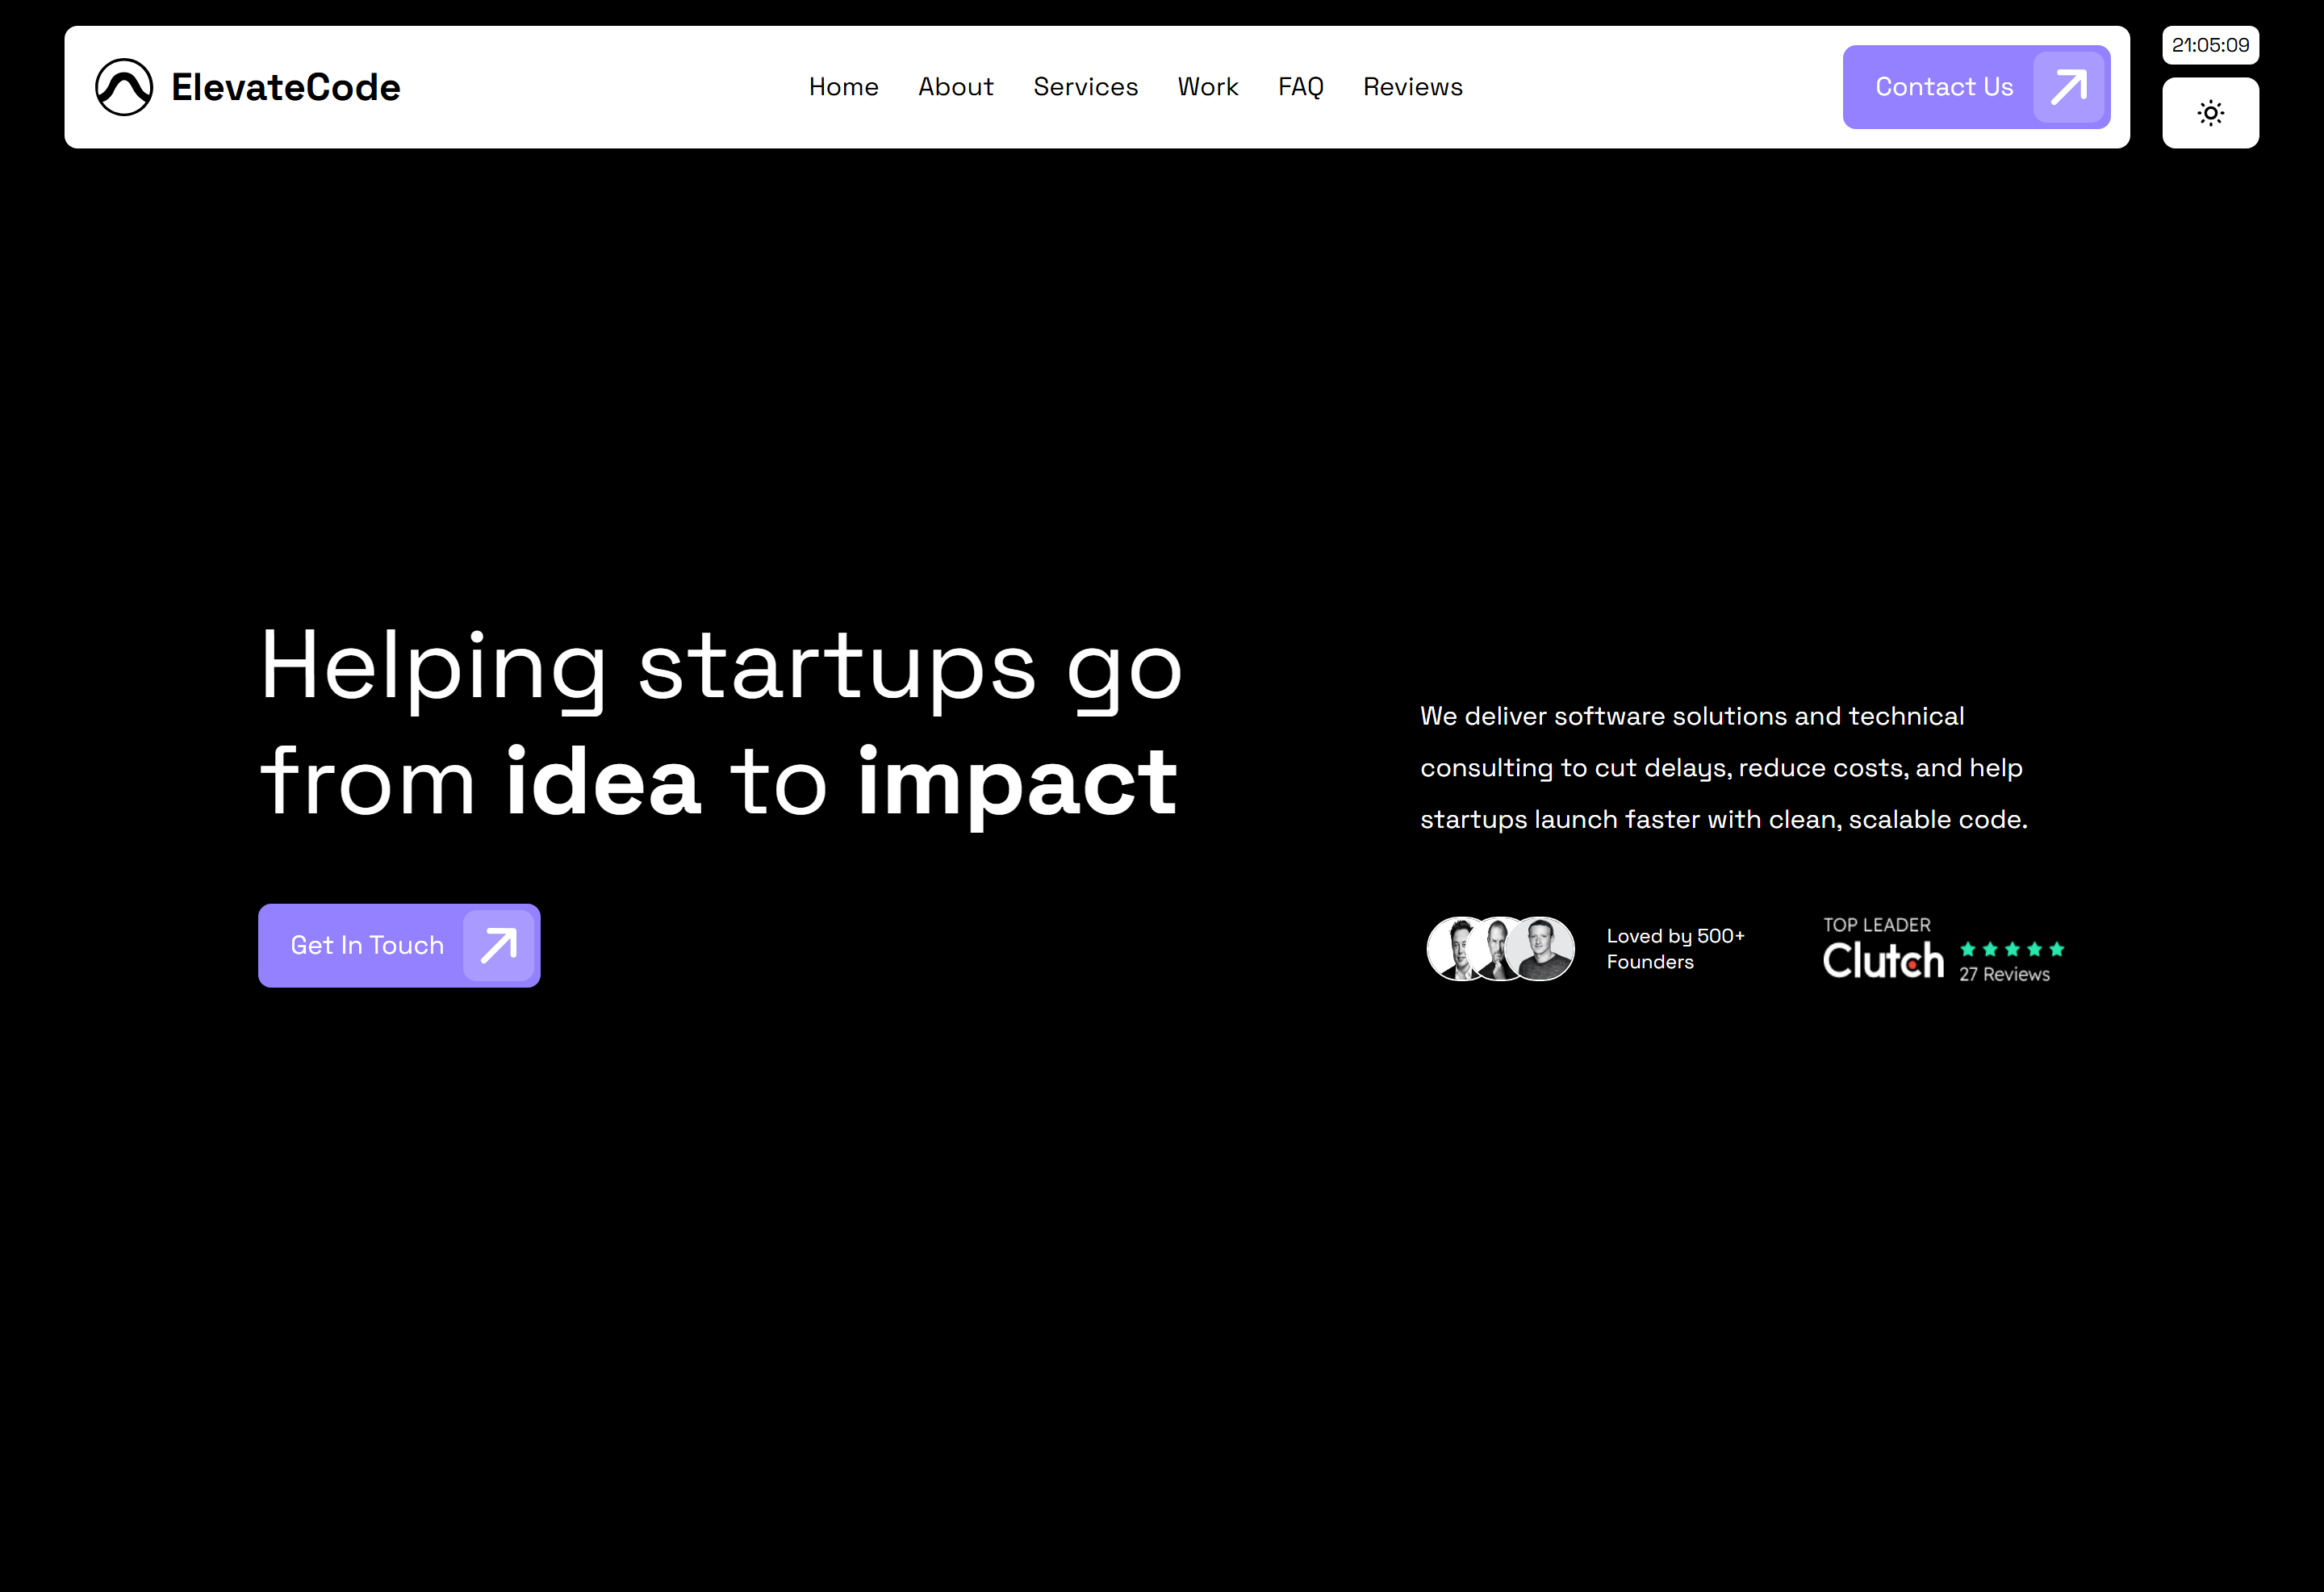 ElevateCode
Home About Services Work FAQ Reviews
Contact Us
21:05:09
Helping startups go
from idea to impact
Get In Touch
We deliver software solutions and technical
consulting to cut delays, reduce costs, and help
startups launch faster with clean, scalable code.
Loved by 500+
Founders
TOP LEADER
Clutch
27 Reviews